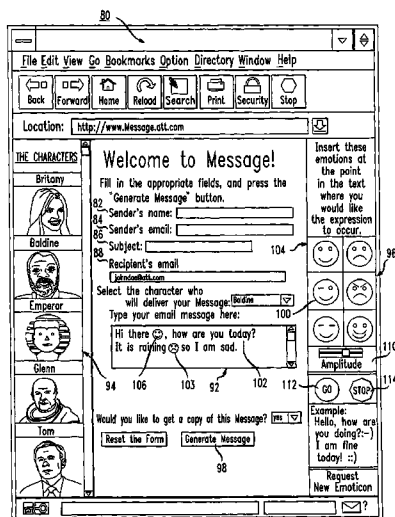 80
File Edit View Go Bookmarks Option Directory Window Help
Back Forward Home Reload Search Print Security Stop
Location: http://www.Message.att.com
THE CHARACTERS
Britany
Baldine
Emperor
Glenn
Tom
94
Welcome to Message!
Fill in the appropriate fields, and press the
"Generate Message" button.
82
84 Sender's name:
86 Sender's email:
88 Subject:
Recipient's email
johndoe@att.com
Select the character who
will deliver your Message: Baldine
Type your email message here:
Hi there , how are you today?
It is raining so I am sad.
106 103 92 102
Would you like to get a copy of this Message? yes
Reset the Form Generate Message
98
Insert these
emotions at
the point
in the text
where you
would like
the expression
to occur.
104
96
100
Amplitude
110
112 GO STOP 114
Example:
Hello, how are
you doing?:-)
I am fine
today! ::)
Request
New Emoticon
?